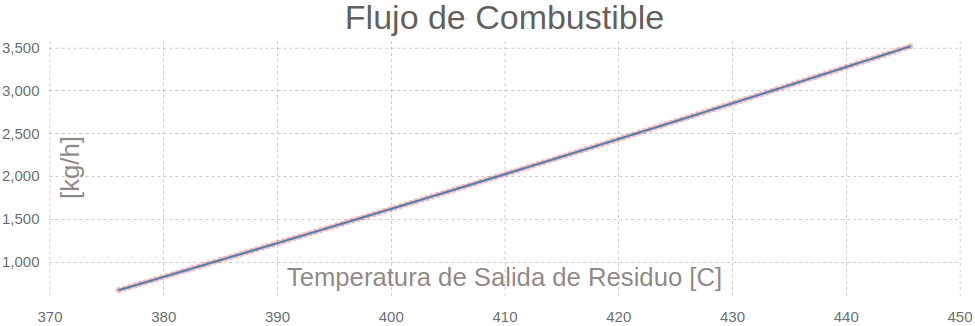 Flujo de Combustible
3,500
3,000
2,500
2,000
1,500
1,000
[kg/h]
Temperatura de Salida de Residuo [C]
370 380 390 400 410 420 430 440 450